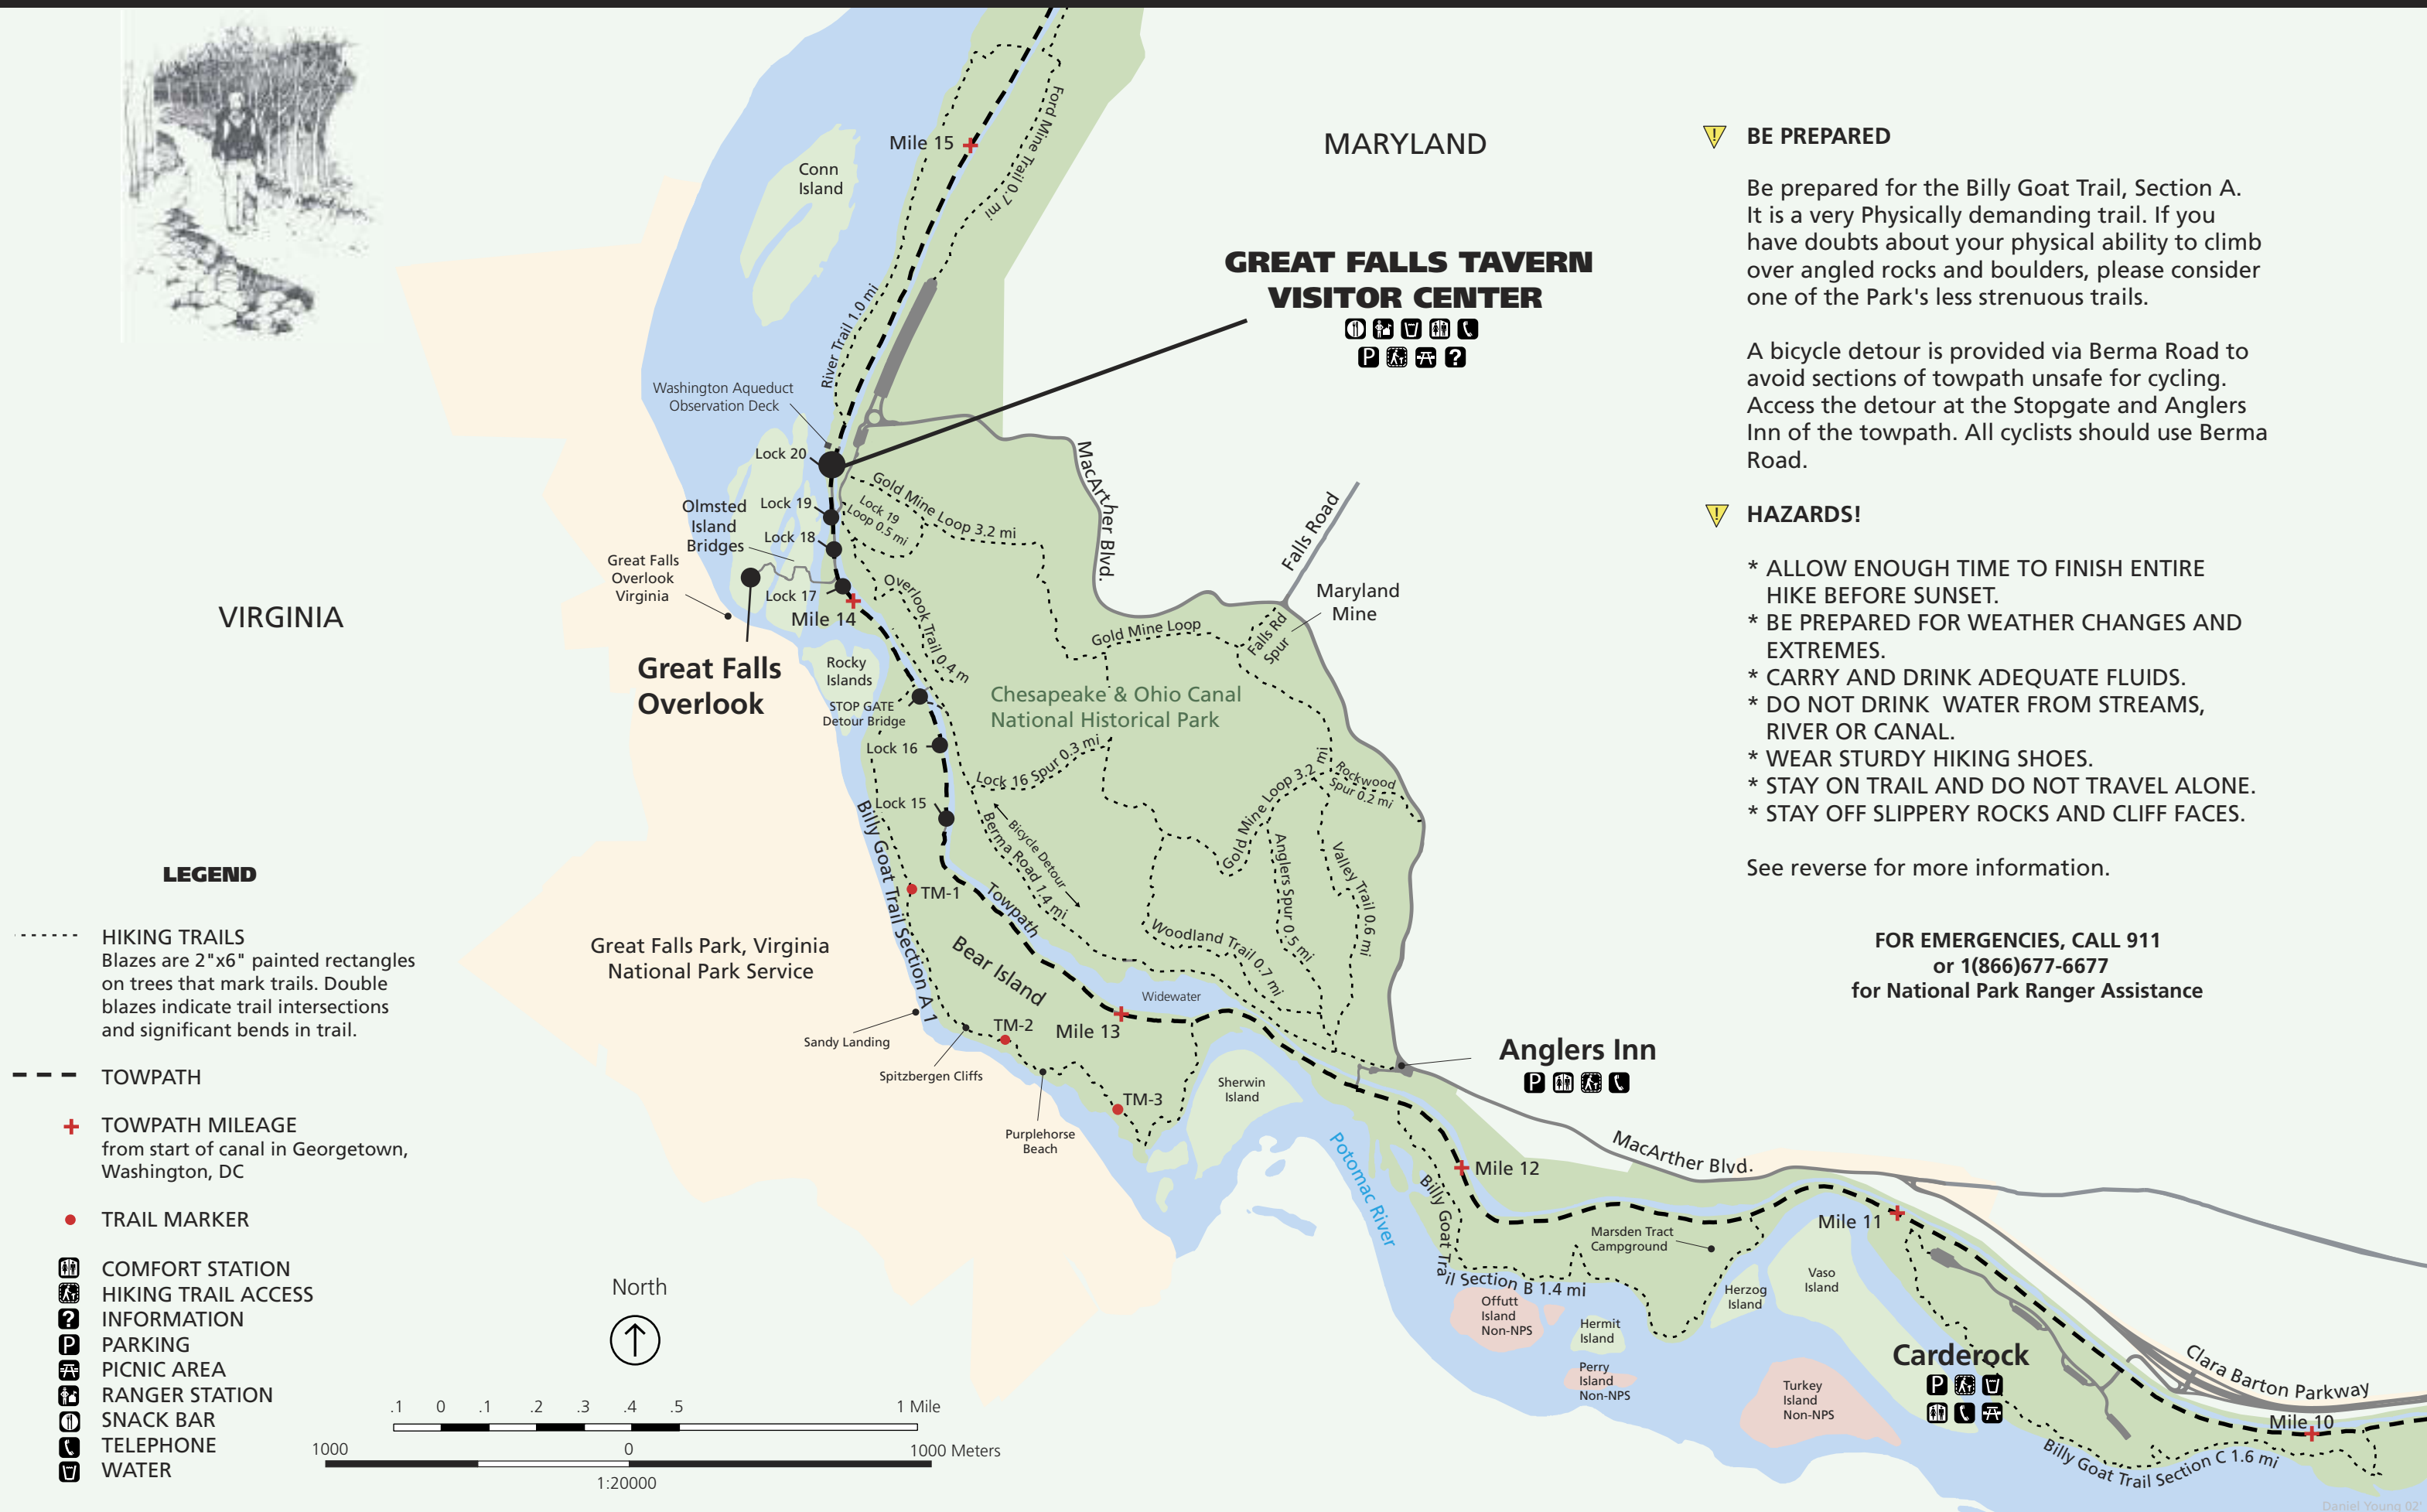 MARYLAND
VIRGINIA
Mile 15
Conn
Island
Ford Mine Trail 0.7 mi
River Trail 1.0 mi
GREAT FALLS TAVERN
VISITOR CENTER
P
?
Washington Aqueduct
Observation Deck
Lock 20
Lock 19
Lock 18
Lock 17
Olmsted
Island
Bridges
Great Falls
Overlook
Virginia
Mile 14
Great Falls
Overlook
Gold Mine Loop 3.2 mi
Lock 19
Loop 0.5 mi
Overlook Trail 0.4 m
MacArther Blvd.
Falls Road
Maryland
Mine
Gold Mine Loop
Falls Rd
Spur
Rocky
Islands
STOP GATE
Detour Bridge
Chesapeake & Ohio Canal
National Historical Park
Lock 16
Lock 16 Spur 0.3 mi
Lock 15
Gold Mine Loop 3.2 mi
Rockwood
Spur 0.2 mi
Billy Goat Trail Section A 1
Bicycle Detour
Berma Road 1.4 mi
Anglers Spur 0.5 mi
Valley Trail 0.6 mi
TM-1
Towpath
Woodland Trail 0.7 mi
Great Falls Park, Virginia
National Park Service
Bear Island
Widewater
Mile 13
TM-2
Sandy Landing
Spitzbergen Cliffs
TM-3
Purplehorse
Beach
Sherwin
Island
Anglers Inn
P
Potomac River
Mile 12
MacArther Blvd.
Billy Goat Trail Section B 1.4 mi
Marsden Tract
Campground
Mile 11
Offutt
Island
Non-NPS
Hermit
Island
Perry
Island
Non-NPS
Herzog
Island
Vaso
Island
Turkey
Island
Non-NPS
Carderock
P
Clara Barton Parkway
Mile 10
Billy Goat Trail Section C 1.6 mi
BE PREPARED
Be prepared for the Billy Goat Trail, Section A.
It is a very Physically demanding trail. If you
have doubts about your physical ability to climb
over angled rocks and boulders, please consider
one of the Park's less strenuous trails.
A bicycle detour is provided via Berma Road to
avoid sections of towpath unsafe for cycling.
Access the detour at the Stopgate and Anglers
Inn of the towpath. All cyclists should use Berma
Road.
HAZARDS!
* ALLOW ENOUGH TIME TO FINISH ENTIRE
HIKE BEFORE SUNSET.
* BE PREPARED FOR WEATHER CHANGES AND
EXTREMES.
* CARRY AND DRINK ADEQUATE FLUIDS.
* DO NOT DRINK  WATER FROM STREAMS,
RIVER OR CANAL.
* WEAR STURDY HIKING SHOES.
* STAY ON TRAIL AND DO NOT TRAVEL ALONE.
* STAY OFF SLIPPERY ROCKS AND CLIFF FACES.
See reverse for more information.
FOR EMERGENCIES, CALL 911
or 1(866)677-6677
for National Park Ranger Assistance
LEGEND
HIKING TRAILS
Blazes are 2"x6" painted rectangles
on trees that mark trails. Double
blazes indicate trail intersections
and significant bends in trail.
TOWPATH
TOWPATH MILEAGE
from start of canal in Georgetown,
Washington, DC
TRAIL MARKER
COMFORT STATION
HIKING TRAIL ACCESS
? INFORMATION
P PARKING
PICNIC AREA
RANGER STATION
SNACK BAR
TELEPHONE
WATER
North
.1 0 .1 .2 .3 .4 .5 1 Mile
1000 0 1000 Meters
1:20000
Daniel Young 02'